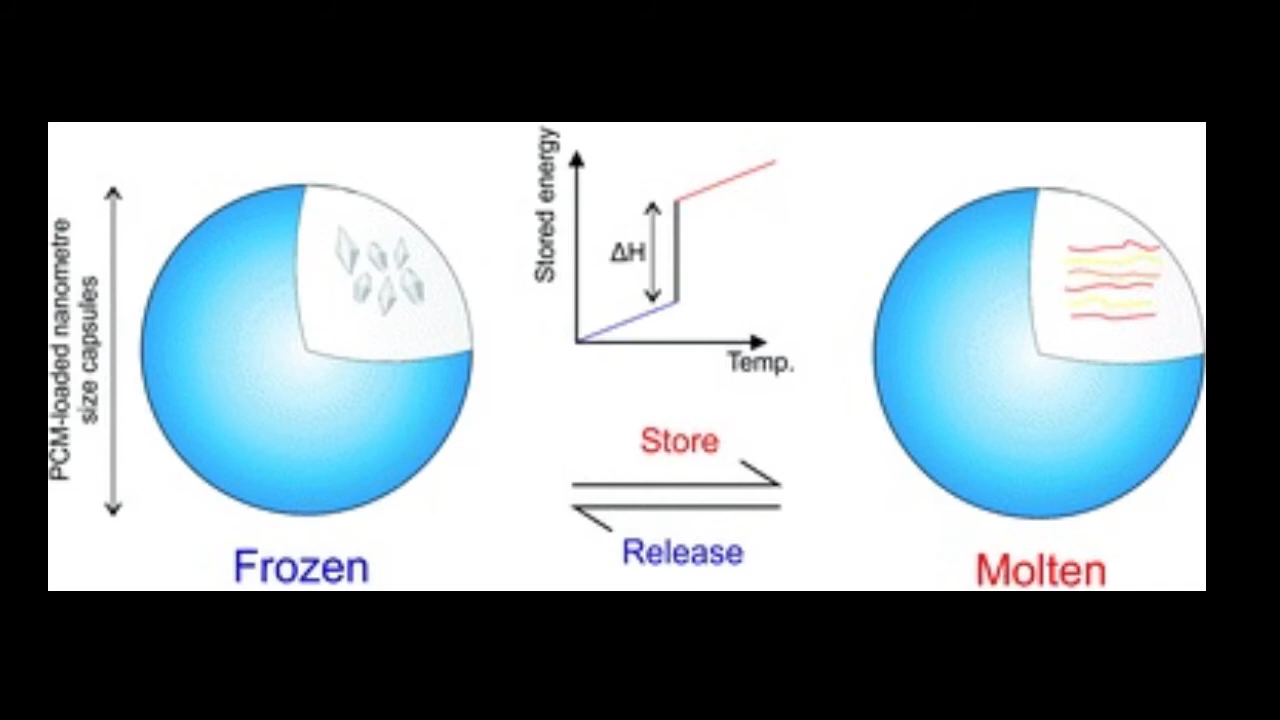 PCM-loaded nanometre
size capsules
Frozen
Stored energy
ΔH
Temp.
Store
Release
Molten